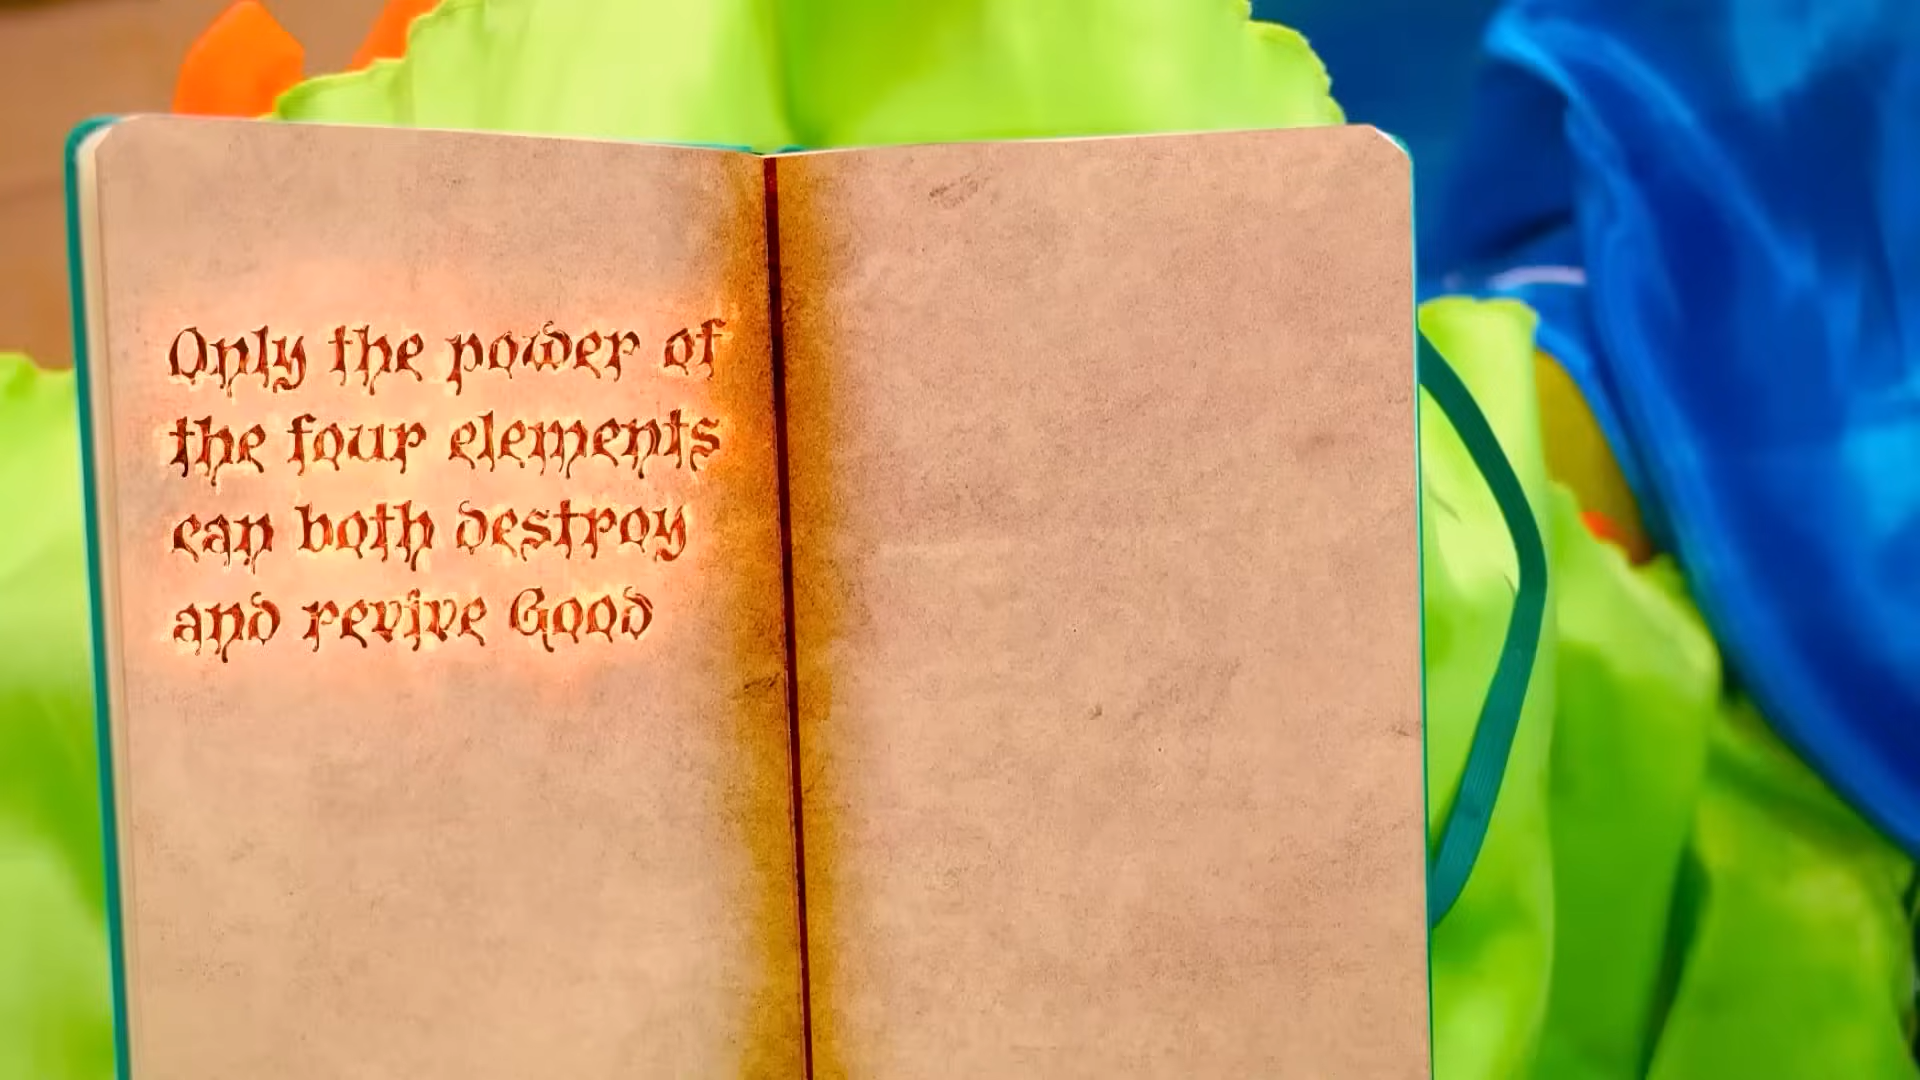 Only the power of
the four elements
can both destroy
and revive Good